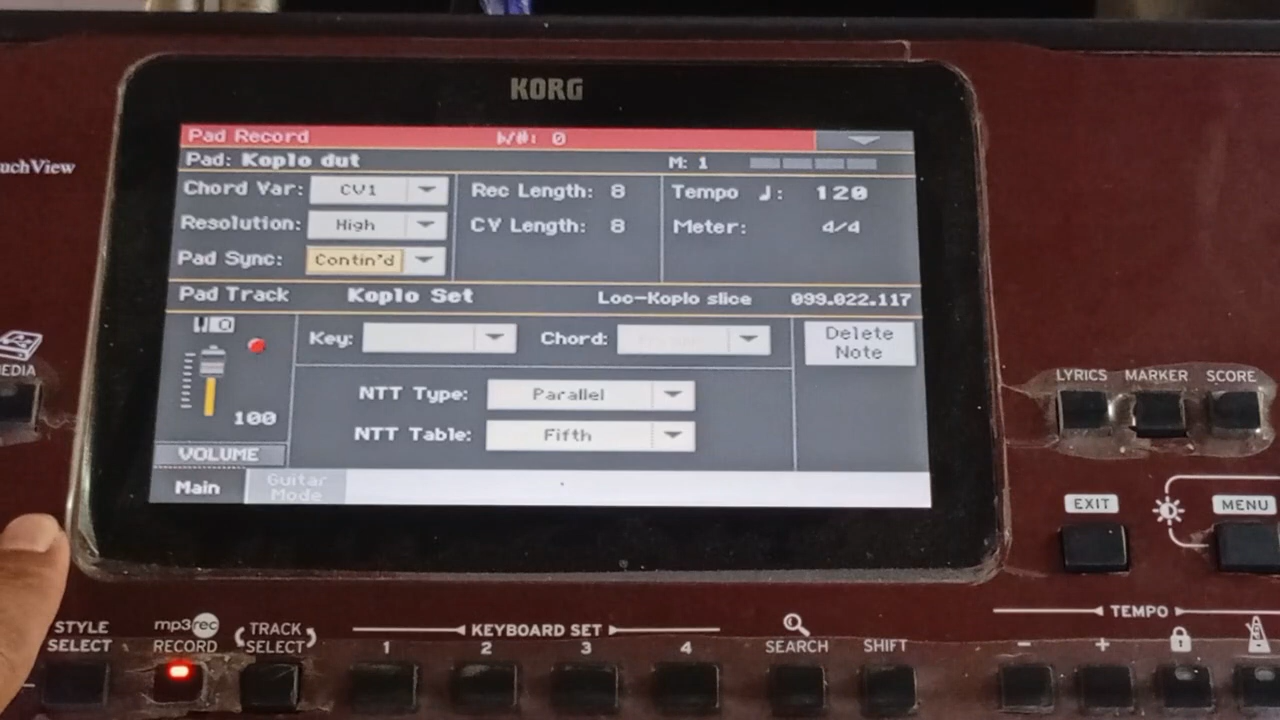 KORG
Pad Record ♭/#: 0
Pad: Koplo dut M: 1
uchView
Chord Var: CV1 Rec Length: 8 Tempo ♩: 120
Resolution: High CV Length: 8 Meter: 4/4
Pad Sync: Contin'd
Pad Track Koplo Set Loc-Koplo slice 099.022.117
Key: Chord: Delete Note
EDIA
LYRICS MARKER SCORE
NTT Type: Parallel
100
NTT Table: Fifth
VOLUME
Main Guitar Mode
EXIT MENU
TEMPO
- +
STYLE SELECT
mp3 rec
RECORD
TRACK SELECT
KEYBOARD SET
1 2 3 4
SEARCH SHIFT